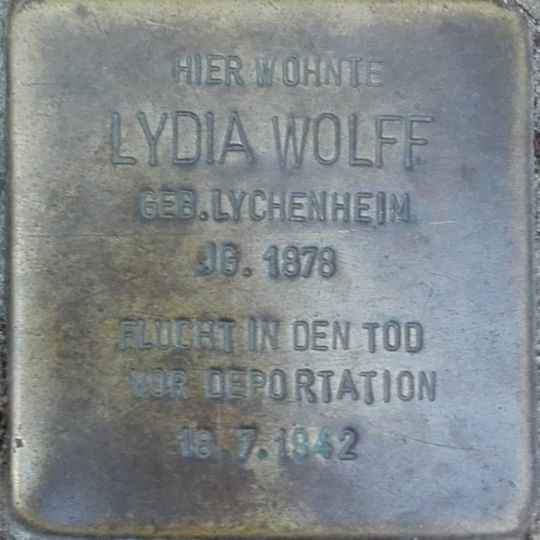 HIER WOHNTE
LYDIA WOLFF
GEB. LYCHENHEIM
JG. 1878
FLUCHT IN DEN TOD
VOR DEPORTATION
18.7.1942